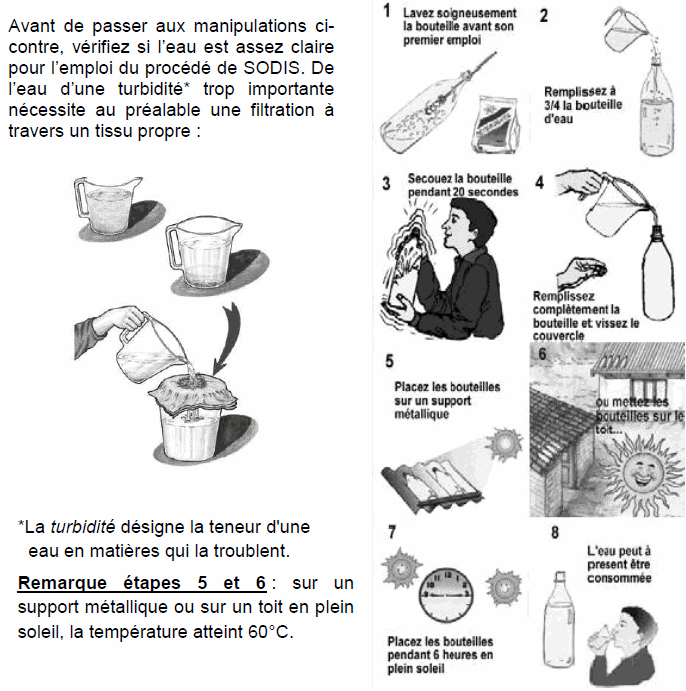 Avant de passer aux manipulations ci-
contre, vérifiez si l'eau est assez claire
pour l'emploi du procédé de SODIS. De
l'eau d'une turbidité* trop importante
nécessite au préalable une filtration à
travers un tissu propre :
*La turbidité désigne la teneur d'une
eau en matières qui la troublent.
Remarque étapes 5 et 6 : sur un
support métallique ou sur un toit en plein
soleil, la température atteint 60°C.
1 Lavez soigneusement
la bouteille avant son
premier emploi
2
Remplissez à
3/4 la bouteille
d'eau
3 Secouez la bouteille
pendant 20 secondes
4
Remplissez
complètement la
bouteille et vissez le
couvercle
5
Placez les bouteilles
sur un support
métallique
6
ou mettez les
bouteilles sur le
toit...
7
Placez les bouteilles
pendant 6 heures en
plein soleil
8
L'eau peut à
present être
consommée